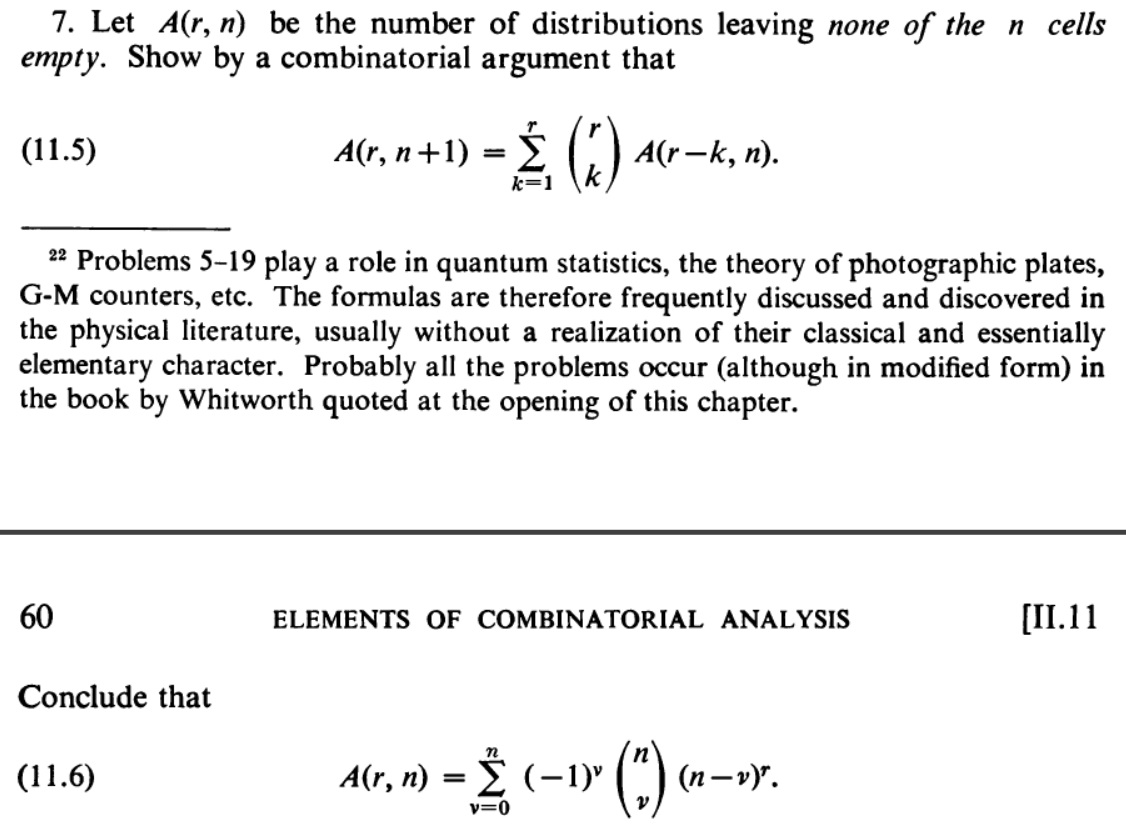 7. Let A(r, n) be the number of distributions leaving none of the n cells
empty. Show by a combinatorial argument that
(11.5) A(r, n+1) = \sum_{k=1}^{r} \binom{r}{k} A(r−k, n).
²² Problems 5–19 play a role in quantum statistics, the theory of photographic plates,
G-M counters, etc. The formulas are therefore frequently discussed and discovered in
the physical literature, usually without a realization of their classical and essentially
elementary character. Probably all the problems occur (although in modified form) in
the book by Whitworth quoted at the opening of this chapter.
60 ELEMENTS OF COMBINATORIAL ANALYSIS [II.11
Conclude that
(11.6) A(r, n) = \sum_{ν=0}^{n} (−1)^ν \binom{n}{ν} (n−ν)^r.